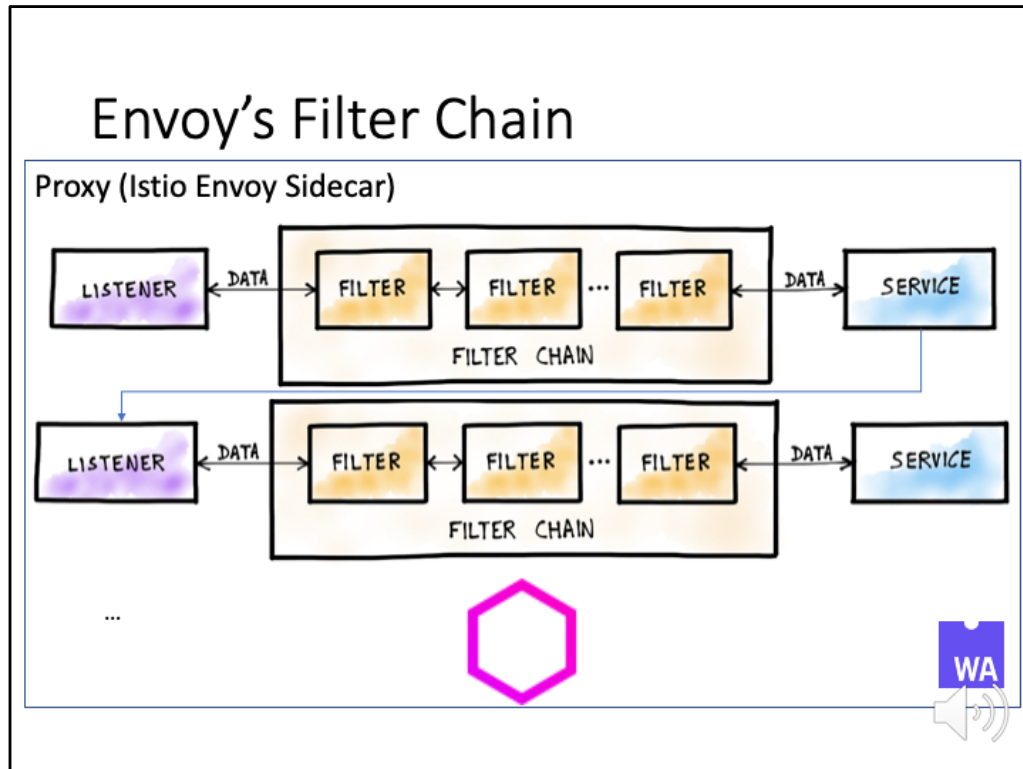 Envoy’s Filter Chain
Proxy (Istio Envoy Sidecar)
LISTENER DATA FILTER FILTER ... FILTER DATA SERVICE
FILTER CHAIN
LISTENER DATA FILTER FILTER ... FILTER DATA SERVICE
FILTER CHAIN
...
WA